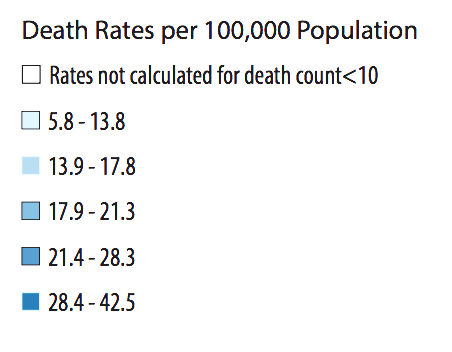 Death Rates per 100,000 Population
Rates not calculated for death count<10
5.8 - 13.8
13.9 - 17.8
17.9 - 21.3
21.4 - 28.3
28.4 - 42.5